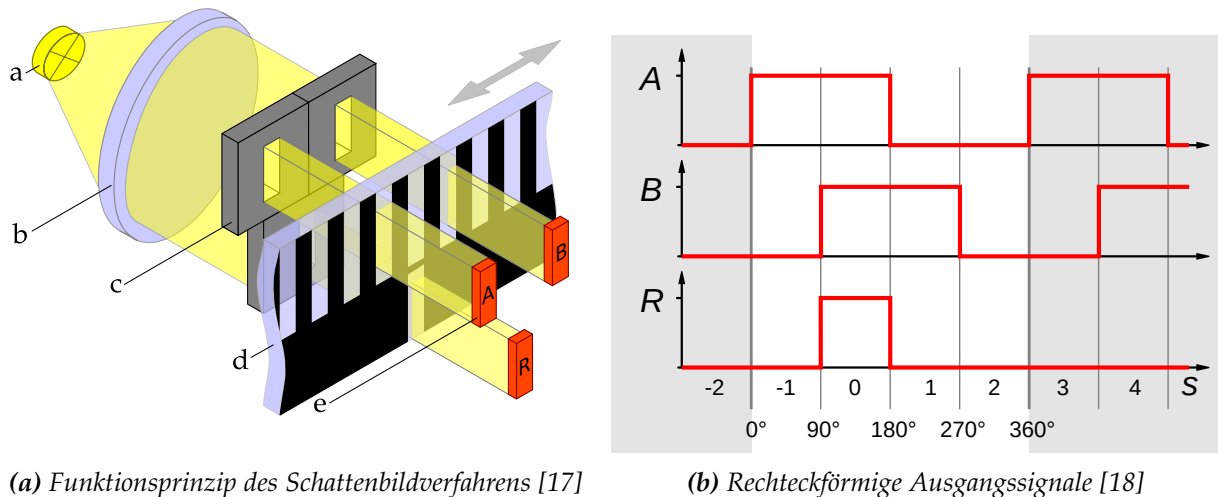 a
b
c
d
e
A
B
R
A
B
R
-2 -1 0 1 2 3 4 S
0° 90° 180° 270° 360°
(a) Funktionsprinzip des Schattenbildverfahrens [17]
(b) Rechteckförmige Ausgangssignale [18]